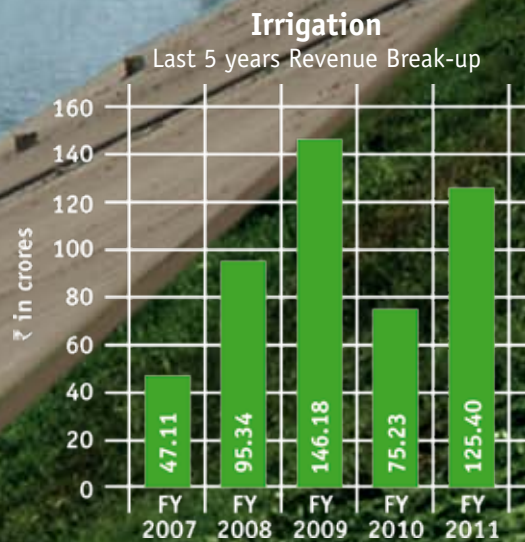 Irrigation
Last 5 years Revenue Break-up
₹ in crores
160
140
120
100
80
60
40
20
0
47.11
95.34
146.18
75.23
125.40
FY FY FY FY FY
2007 2008 2009 2010 2011